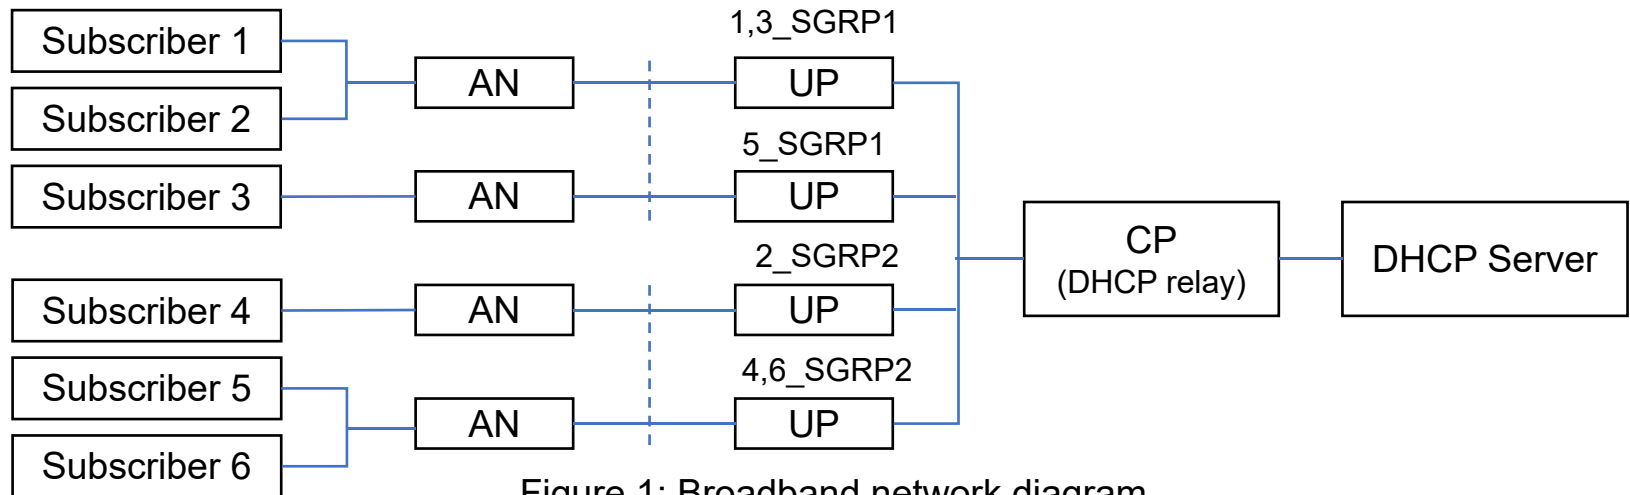 1,3_SGRP1
Subscriber 1
AN
UP
Subscriber 2
5_SGRP1
Subscriber 3
AN
UP
CP
(DHCP relay)
DHCP Server
2_SGRP2
Subscriber 4
AN
UP
4,6_SGRP2
Subscriber 5
AN
UP
Subscriber 6
Figure 1: Broadband network diagram